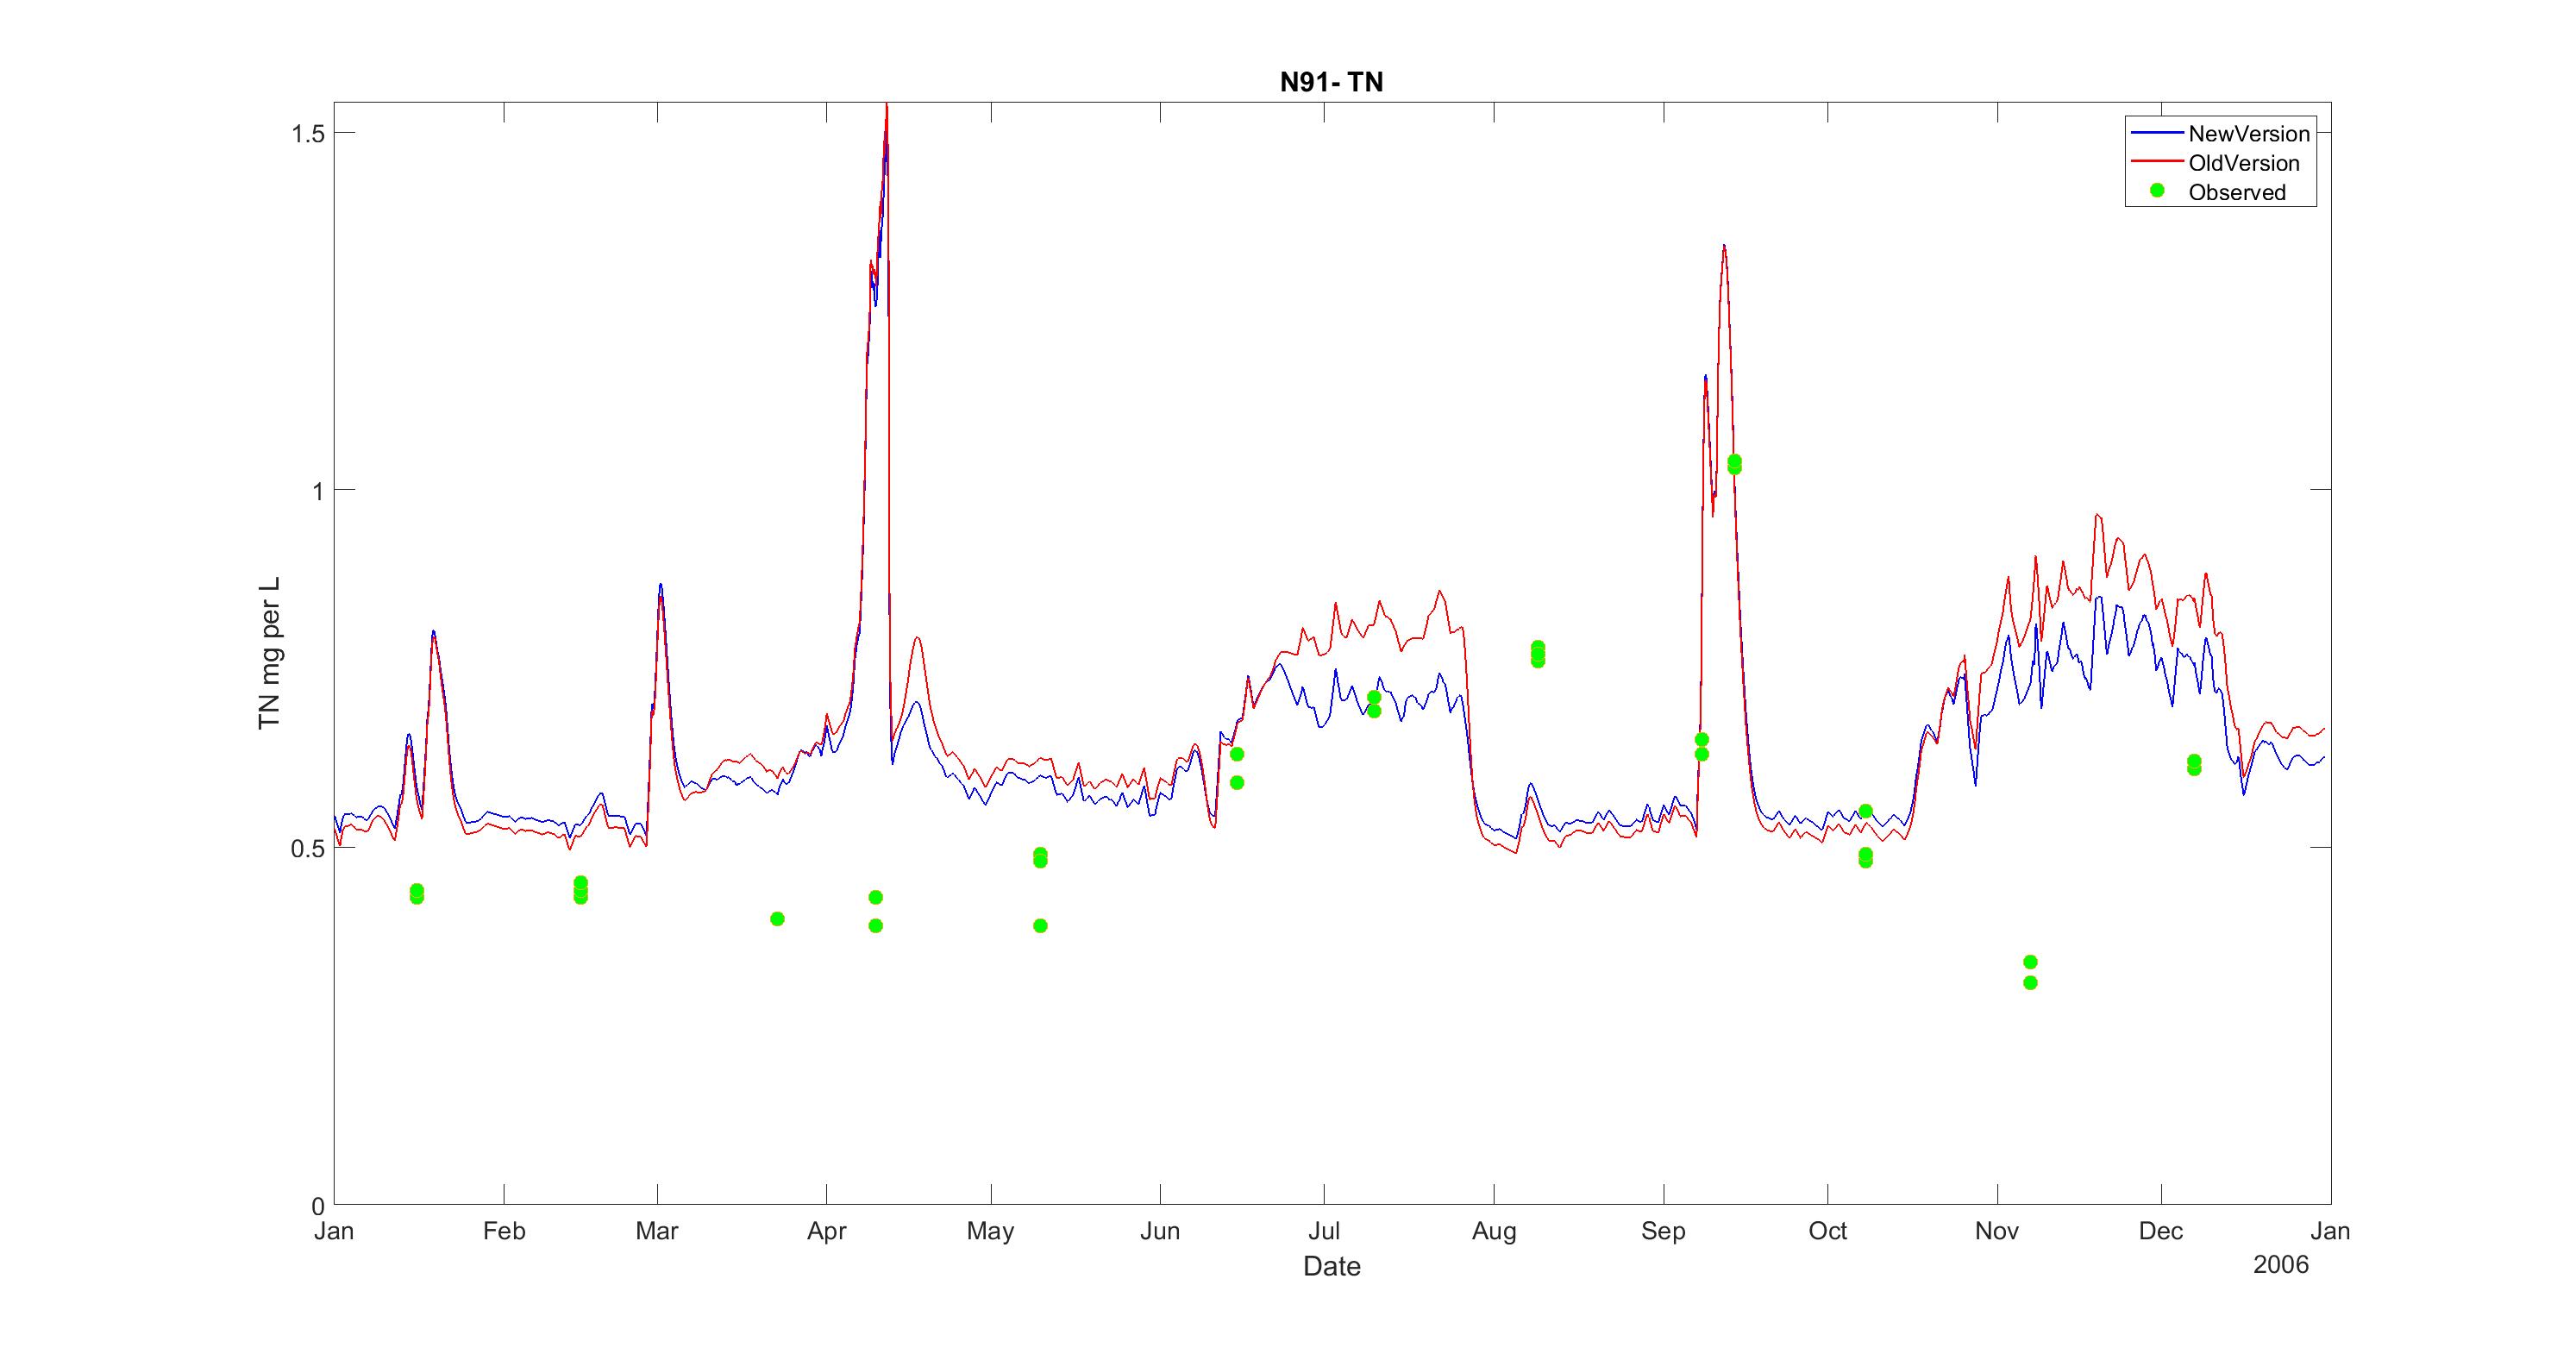 N91- TN
1.5
1
0.5
0
TN mg per L
NewVersion
OldVersion
Observed
Jan Feb Mar Apr May Jun Jul Aug Sep Oct Nov Dec Jan
Date
2006